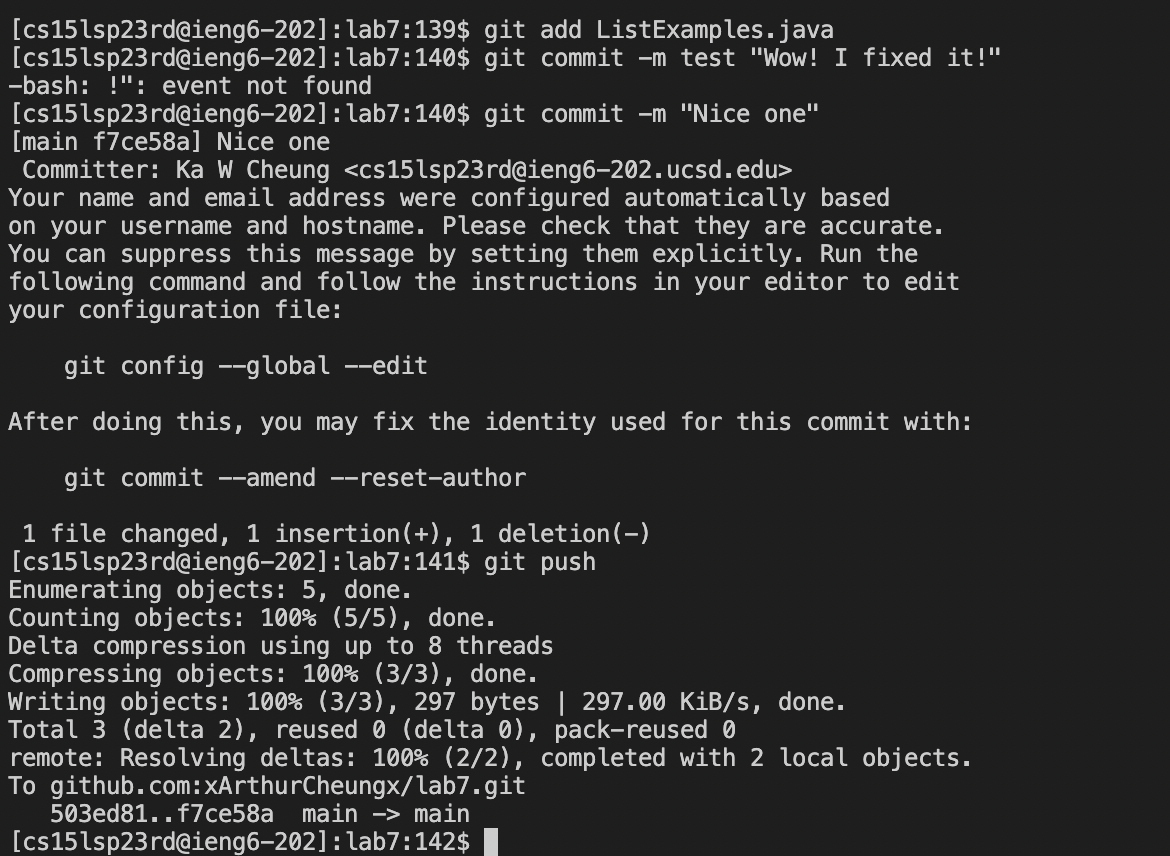 [cs15lsp23rd@ieng6-202]:lab7:139$ git add ListExamples.java
[cs15lsp23rd@ieng6-202]:lab7:140$ git commit -m test "Wow! I fixed it!"
-bash: !": event not found
[cs15lsp23rd@ieng6-202]:lab7:140$ git commit -m "Nice one"
[main f7ce58a] Nice one
 Committer: Ka W Cheung <cs15lsp23rd@ieng6-202.ucsd.edu>
Your name and email address were configured automatically based
on your username and hostname. Please check that they are accurate.
You can suppress this message by setting them explicitly. Run the
following command and follow the instructions in your editor to edit
your configuration file:

    git config --global --edit

After doing this, you may fix the identity used for this commit with:

    git commit --amend --reset-author

 1 file changed, 1 insertion(+), 1 deletion(-)
[cs15lsp23rd@ieng6-202]:lab7:141$ git push
Enumerating objects: 5, done.
Counting objects: 100% (5/5), done.
Delta compression using up to 8 threads
Compressing objects: 100% (3/3), done.
Writing objects: 100% (3/3), 297 bytes | 297.00 KiB/s, done.
Total 3 (delta 2), reused 0 (delta 0), pack-reused 0
remote: Resolving deltas: 100% (2/2), completed with 2 local objects.
To github.com:xArthurCheungx/lab7.git
   503ed81..f7ce58a  main -> main
[cs15lsp23rd@ieng6-202]:lab7:142$